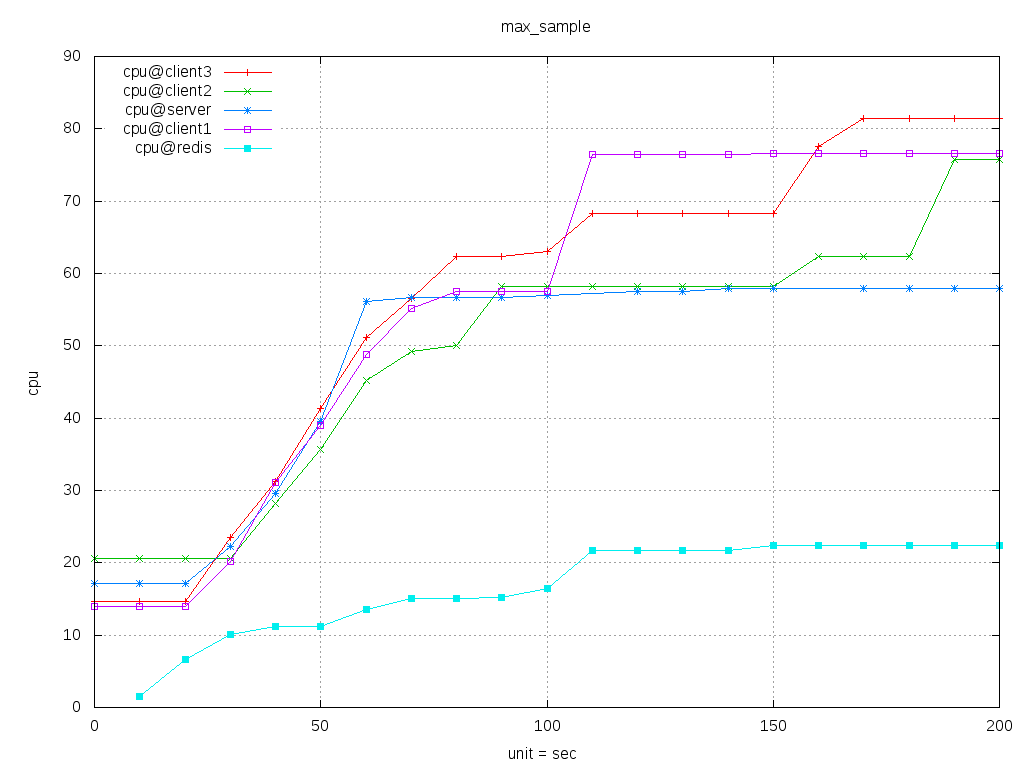 max_sample
90
80
70
60
50
40
30
20
10
0
cpu@client3
cpu@client2
cpu@server
cpu@client1
cpu@redis
cpu
0 50 100 150 200
unit = sec